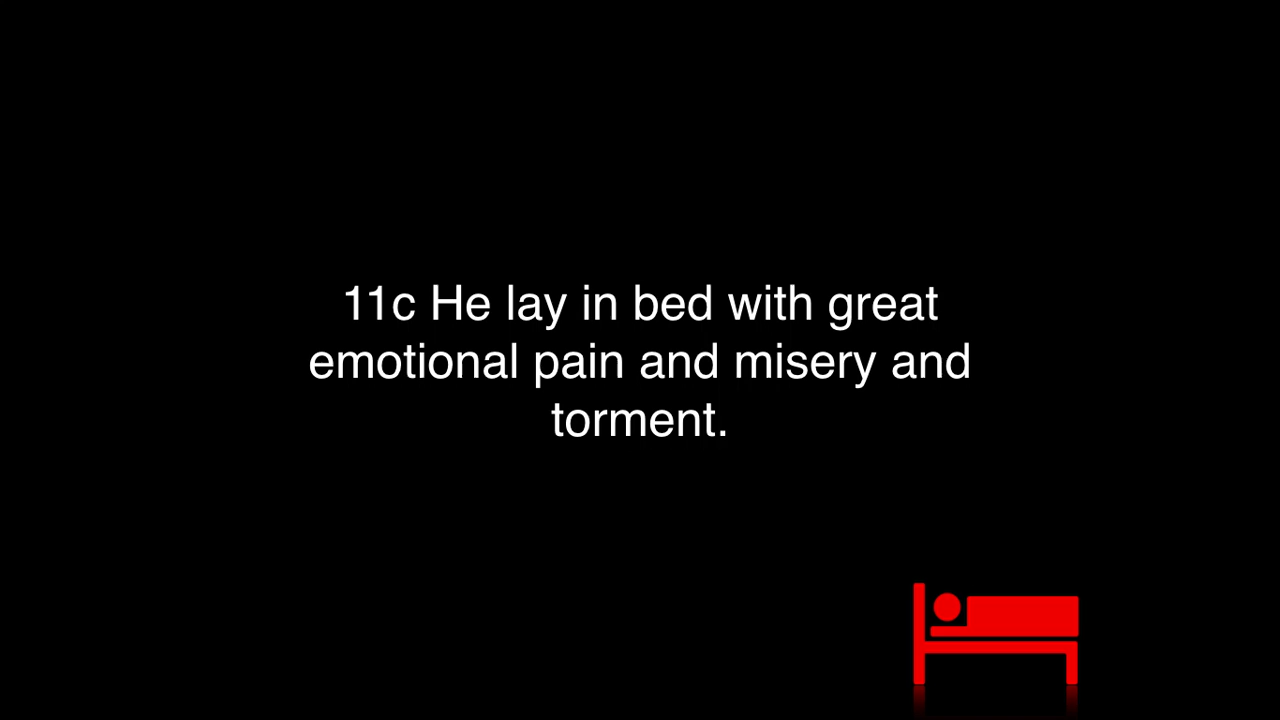 11c He lay in bed with great
emotional pain and misery and
torment.